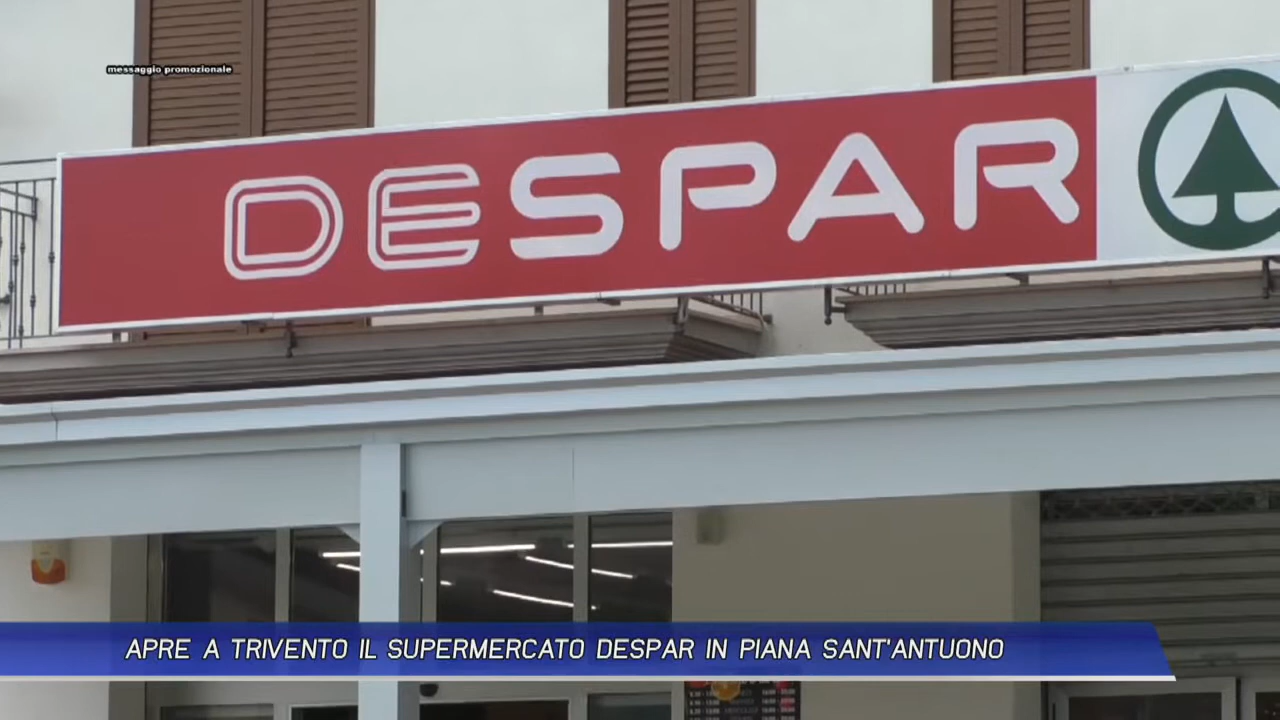 messaggio promozionale
DESPAR
APRE A TRIVENTO IL SUPERMERCATO DESPAR IN PIANA SANT'ANTUONO